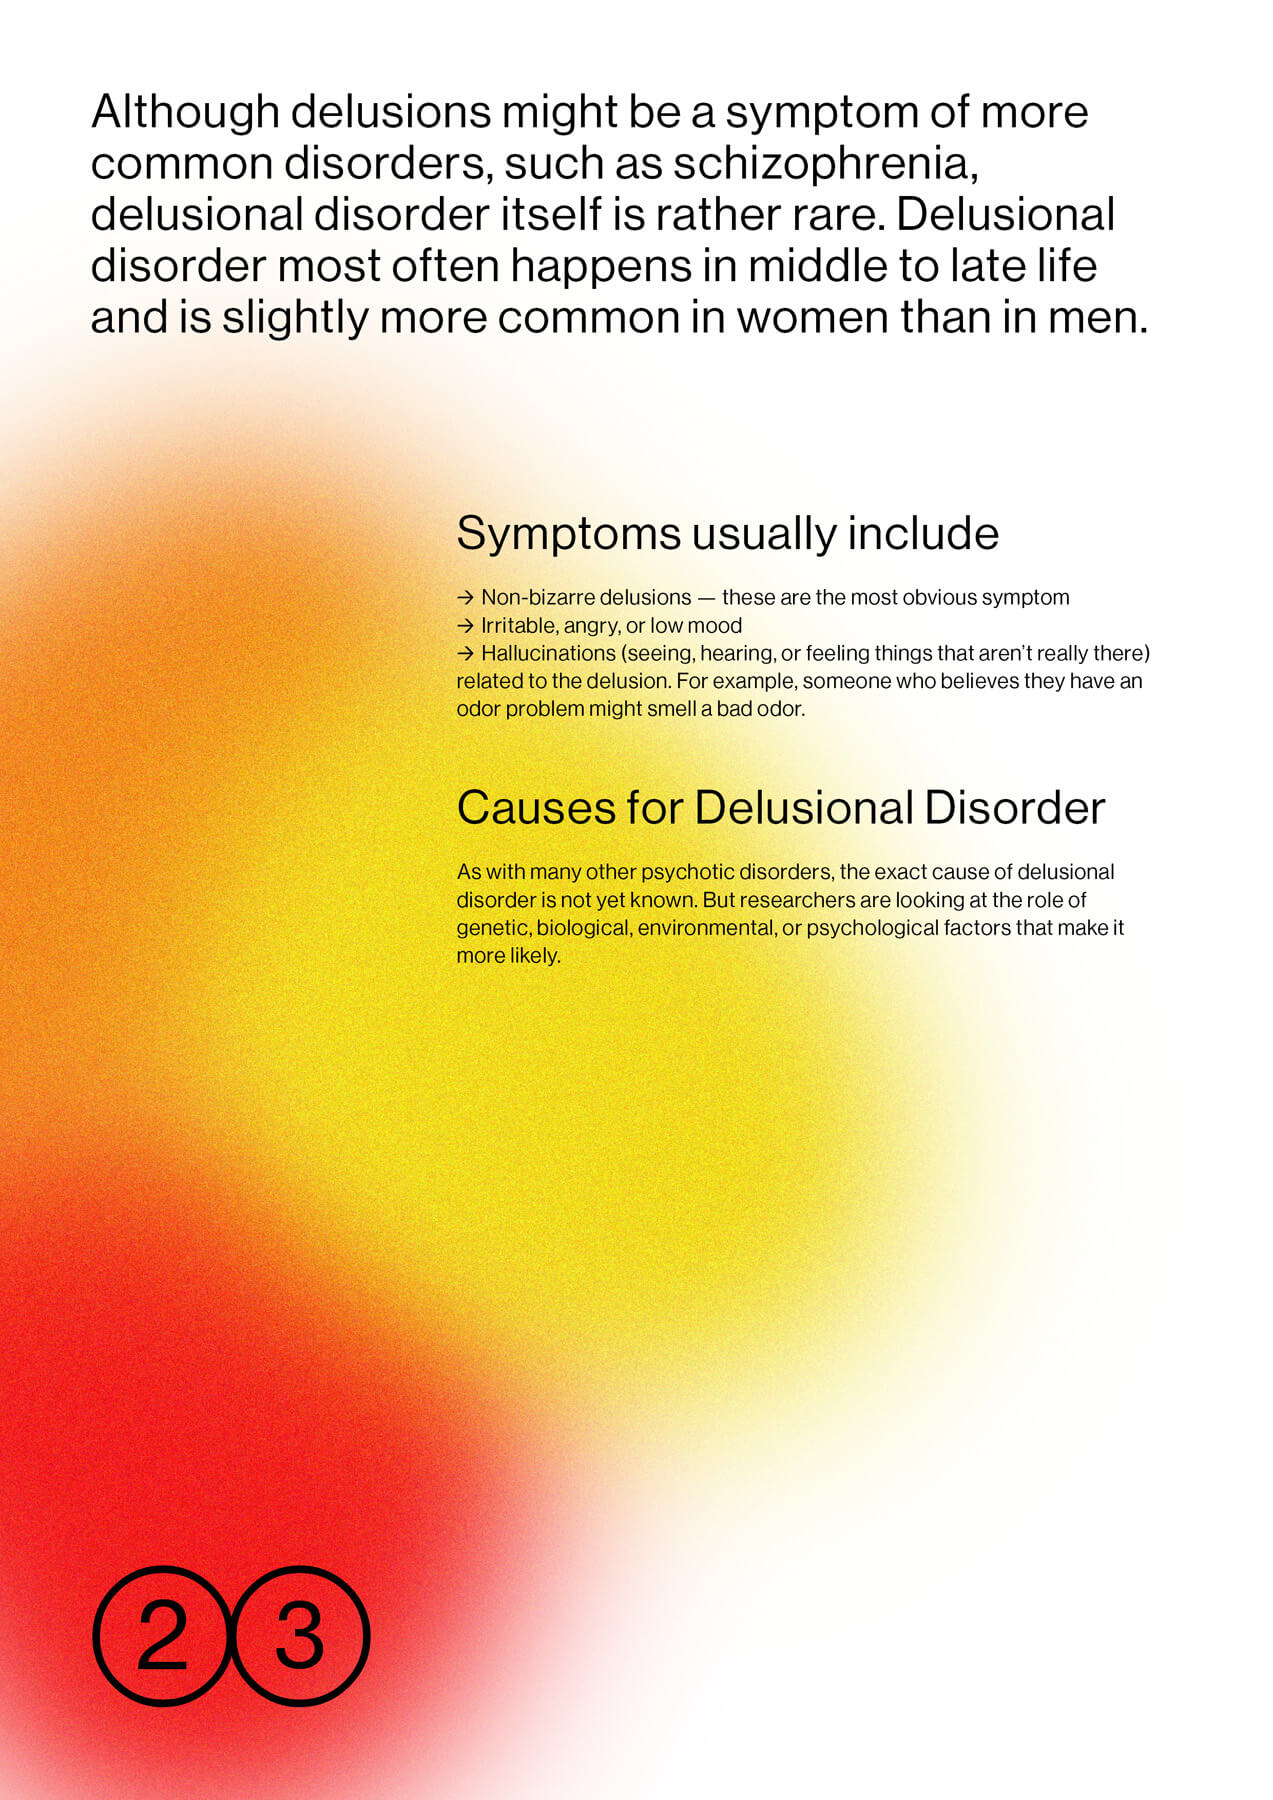 Although delusions might be a symptom of more
common disorders, such as schizophrenia,
delusional disorder itself is rather rare. Delusional
disorder most often happens in middle to late life
and is slightly more common in women than in men.
Symptoms usually include
→ Non-bizarre delusions — these are the most obvious symptom
→ Irritable, angry, or low mood
→ Hallucinations (seeing, hearing, or feeling things that aren’t really there)
related to the delusion. For example, someone who believes they have an
odor problem might smell a bad odor.
Causes for Delusional Disorder
As with many other psychotic disorders, the exact cause of delusional
disorder is not yet known. But researchers are looking at the role of
genetic, biological, environmental, or psychological factors that make it
more likely.
2 3